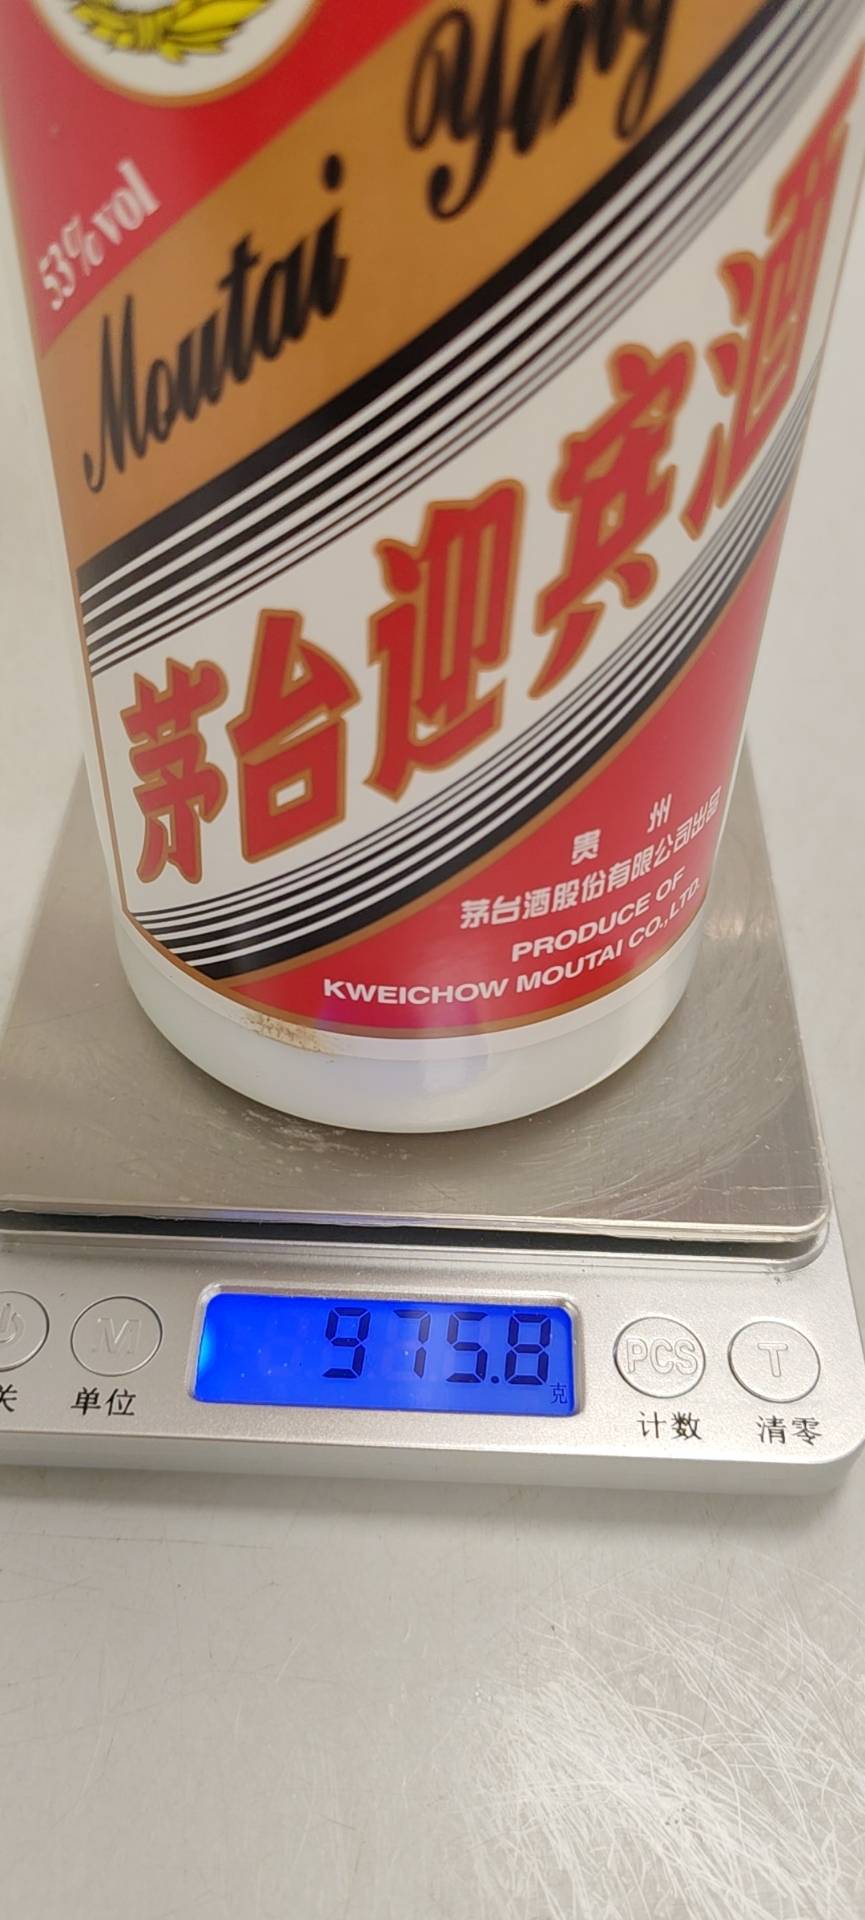 53%vol
Moutai Ying
茅台迎宾酒
贵州
茅台酒股份有限公司出品
PRODUCE OF
KWEICHOW MOUTAI CO.,LTD.
975.8
克
M
PCS
T
关
单位
计数
清零